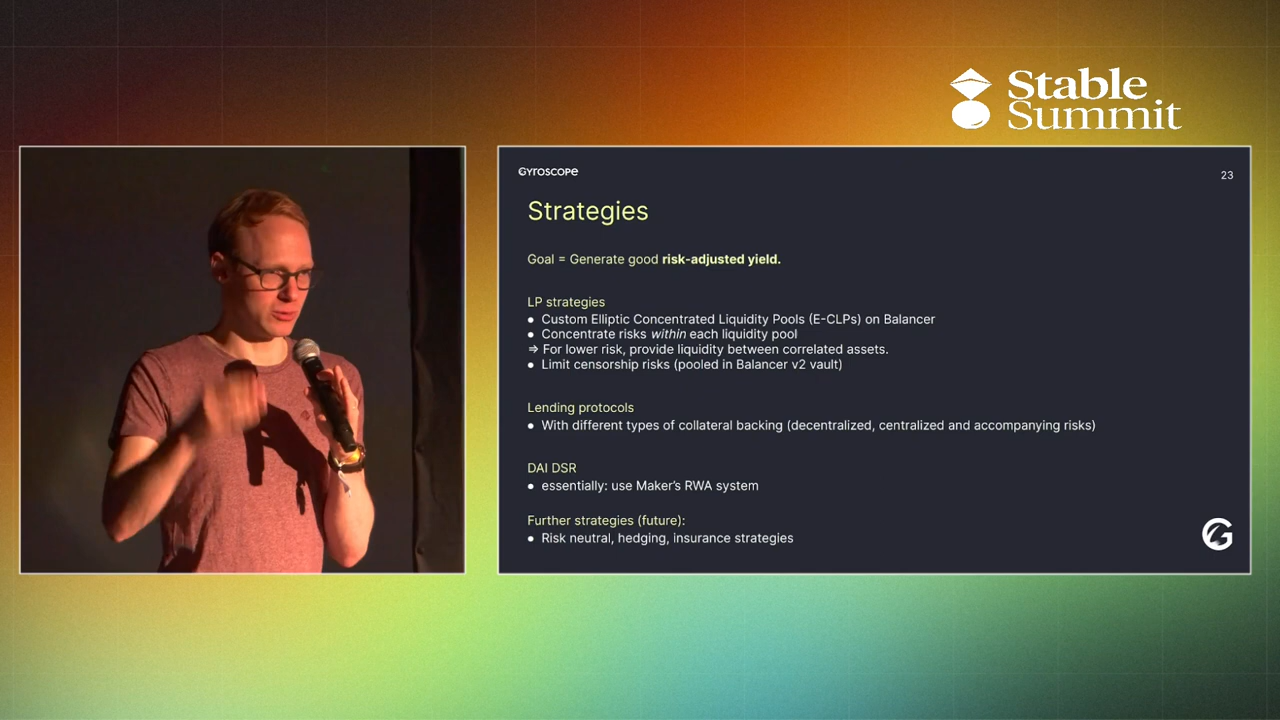 Stable
Summit
GYROSCOPE
23
Strategies
Goal = Generate good risk-adjusted yield.
LP strategies
• Custom Elliptic Concentrated Liquidity Pools (E-CLPs) on Balancer
• Concentrate risks within each liquidity pool
⇒ For lower risk, provide liquidity between correlated assets.
• Limit censorship risks (pooled in Balancer v2 vault)
Lending protocols
• With different types of collateral backing (decentralized, centralized and accompanying risks)
DAI DSR
• essentially: use Maker’s RWA system
Further strategies (future):
• Risk neutral, hedging, insurance strategies